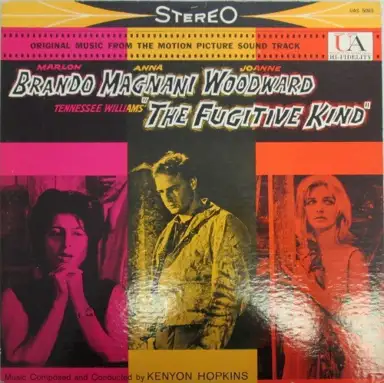 STEREO
ORIGINAL MUSIC FROM THE MOTION PICTURE SOUND TRACK
UA
HI-FIDELITY
MARLON ANNA JOANNE
BRANDO MAGNANI WOODWARD
TENNESSEE WILLIAMS' "THE FUGITIVE KIND"
Music Composed and Conducted by KENYON HOPKINS